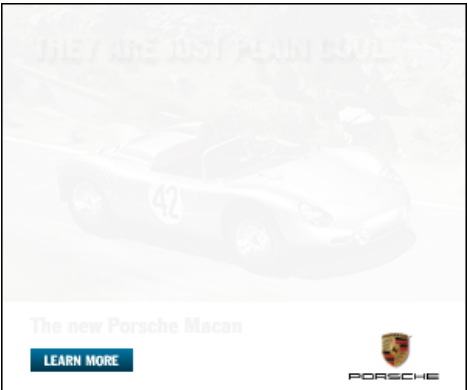 THEY ARE JUST PLAIN COOL.
42
The new Porsche Macan
LEARN MORE
PORSCHE